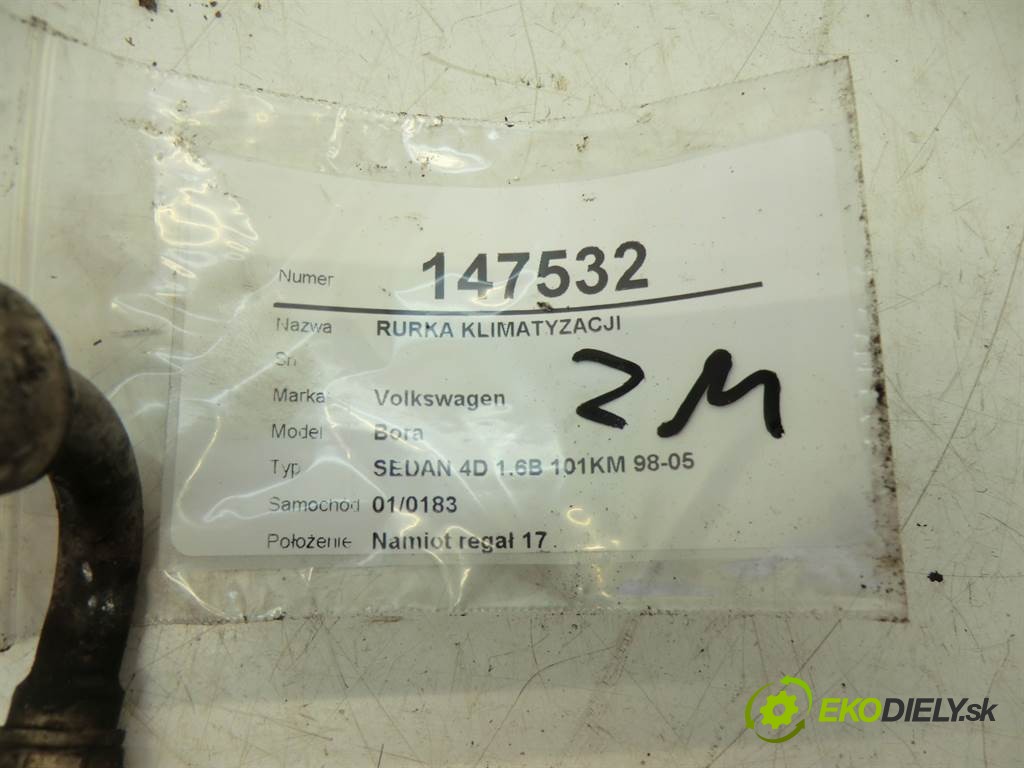 Numer 147532
Nazwa RURKA KLIMATYZACJI
Sn
Marka Volkswagen
Model Bora
Typ SEDAN 4D 1.6B 101KM 98-05
Samochód 01/0183
Położenie Namiot regał 17
ZM
EKODIELY.sk